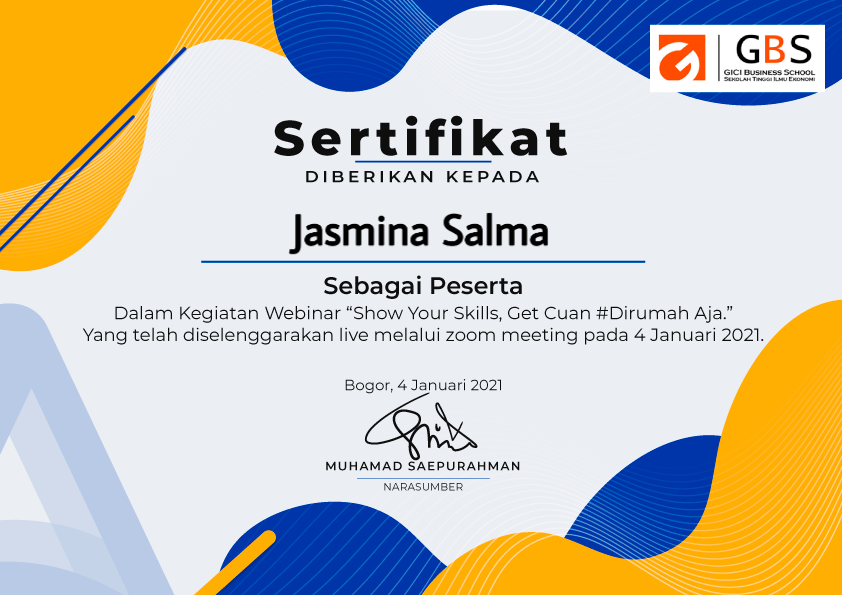 GBS
GICI BUSINESS SCHOOL
SEKOLAH TINGGI ILMU EKONOMI
Sertifikat
DIBERIKAN KEPADA
Jasmina Salma
Sebagai Peserta
Dalam Kegiatan Webinar “Show Your Skills, Get Cuan #Dirumah Aja.”
Yang telah diselenggarakan live melalui zoom meeting pada 4 Januari 2021.
Bogor, 4 Januari 2021
MUHAMAD SAEPURAHMAN
NARASUMBER